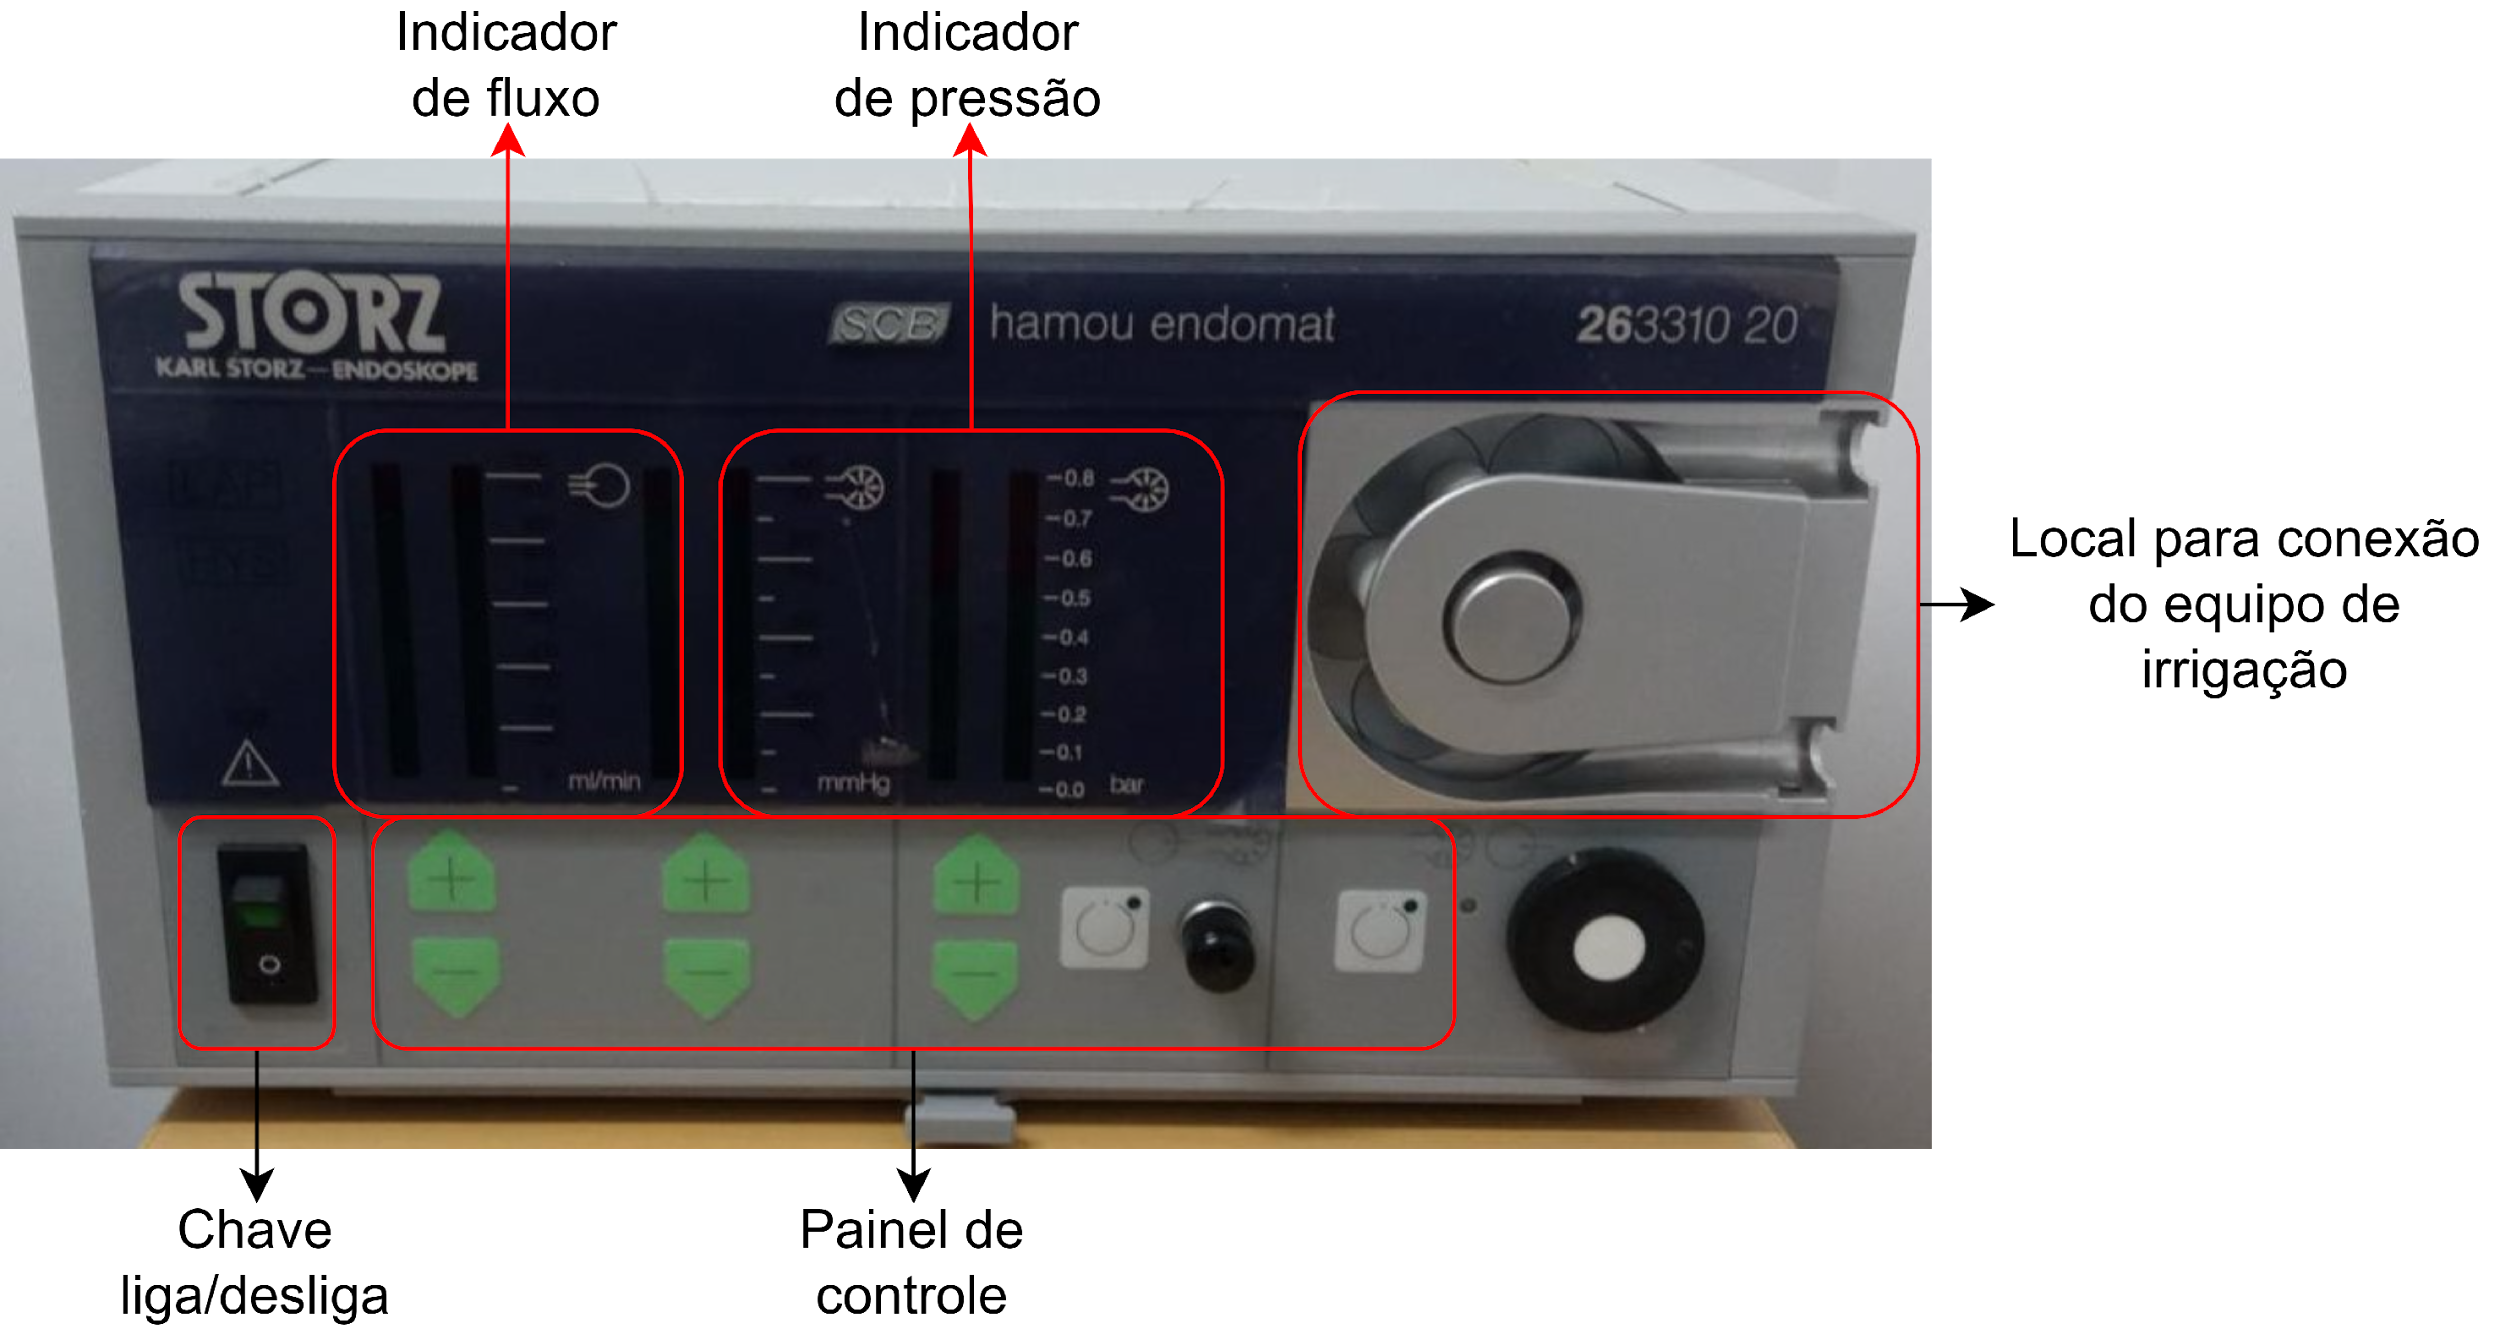 Indicador
de fluxo
Indicador
de pressão
STORZ
KARL STORZ—ENDOSKOPE
SCB
hamou endomat
263310 20
0.8
0.7
0.6
0.5
0.4
0.3
0.2
0.1
0.0
ml/min
mmHg
bar
Local para conexão
do equipo de
irrigação
Chave
liga/desliga
Painel de
controle